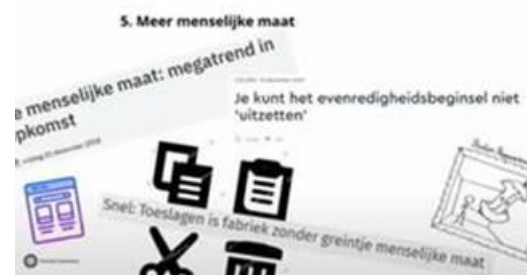 5. Meer menselijke maat
e menselijke maat: megatrend in
pkomst
Je kunt het evenredigheidsbeginsel niet
'uitzetten'
Snel: Toeslagen is fabriek zonder greintje menselijke maat